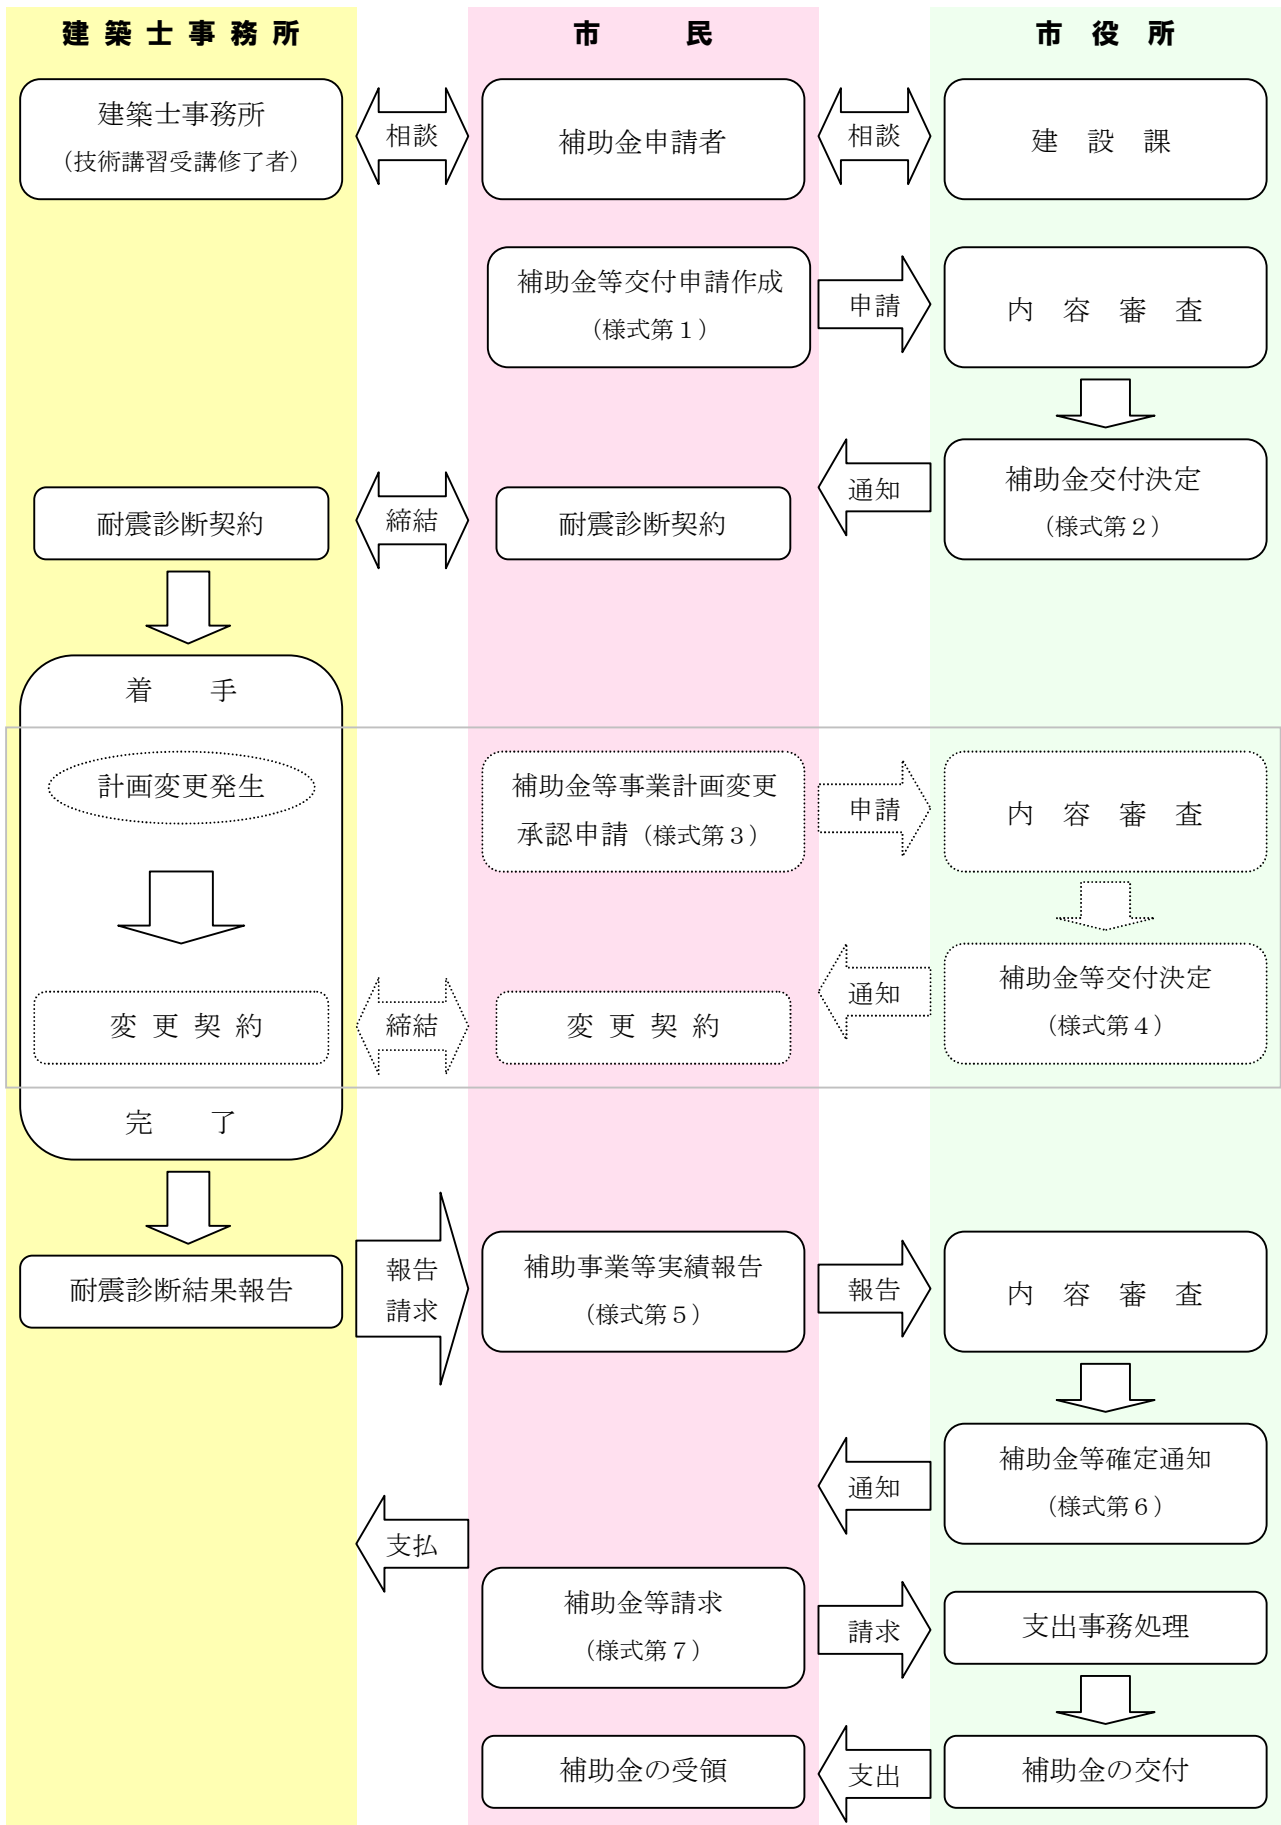 建築士事務所
市　民
市役所
建築士事務所
（技術講習受講修了者）
相談
補助金申請者
相談
建　設　課
補助金等交付申請作成
（様式第１）
申請
内　容　審　査
補助金交付決定
（様式第２）
通知
耐震診断契約
締結
耐震診断契約
着　手
計画変更発生
補助金等事業計画変更
承認申請（様式第３）
申請
内　容　審　査
補助金等交付決定
（様式第４）
通知
変更契約
締結
変更契約
完　了
耐震診断結果報告
報告
請求
補助事業等実績報告
（様式第５）
報告
内　容　審　査
補助金等確定通知
（様式第６）
通知
支払
補助金等請求
（様式第７）
請求
支出事務処理
補助金の受領
支出
補助金の交付